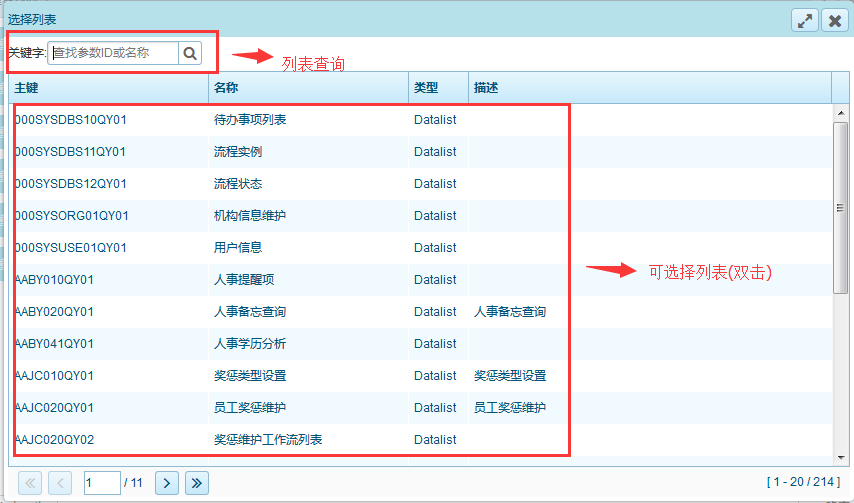 选择列表
关键字: 查找参数ID或名称
列表查询
主键 名称 类型 描述
000SYSDBS10QY01 待办事项列表 Datalist
000SYSDBS11QY01 流程实例 Datalist
000SYSDBS12QY01 流程状态 Datalist
000SYSORG01QY01 机构信息维护 Datalist
000SYSUSE01QY01 用户信息 Datalist
可选择列表(双击)
AABY010QY01 人事提醒项 Datalist
AABY020QY01 人事备忘查询 Datalist 人事备忘查询
AABY041QY01 人事学历分析 Datalist
AAJC010QY01 奖惩类型设置 Datalist 奖惩类型设置
AAJC020QY01 员工奖惩维护 Datalist 员工奖惩维护
AAJC020QY02 奖惩维护工作流列表 Datalist
1 / 11 [ 1 - 20 / 214 ]